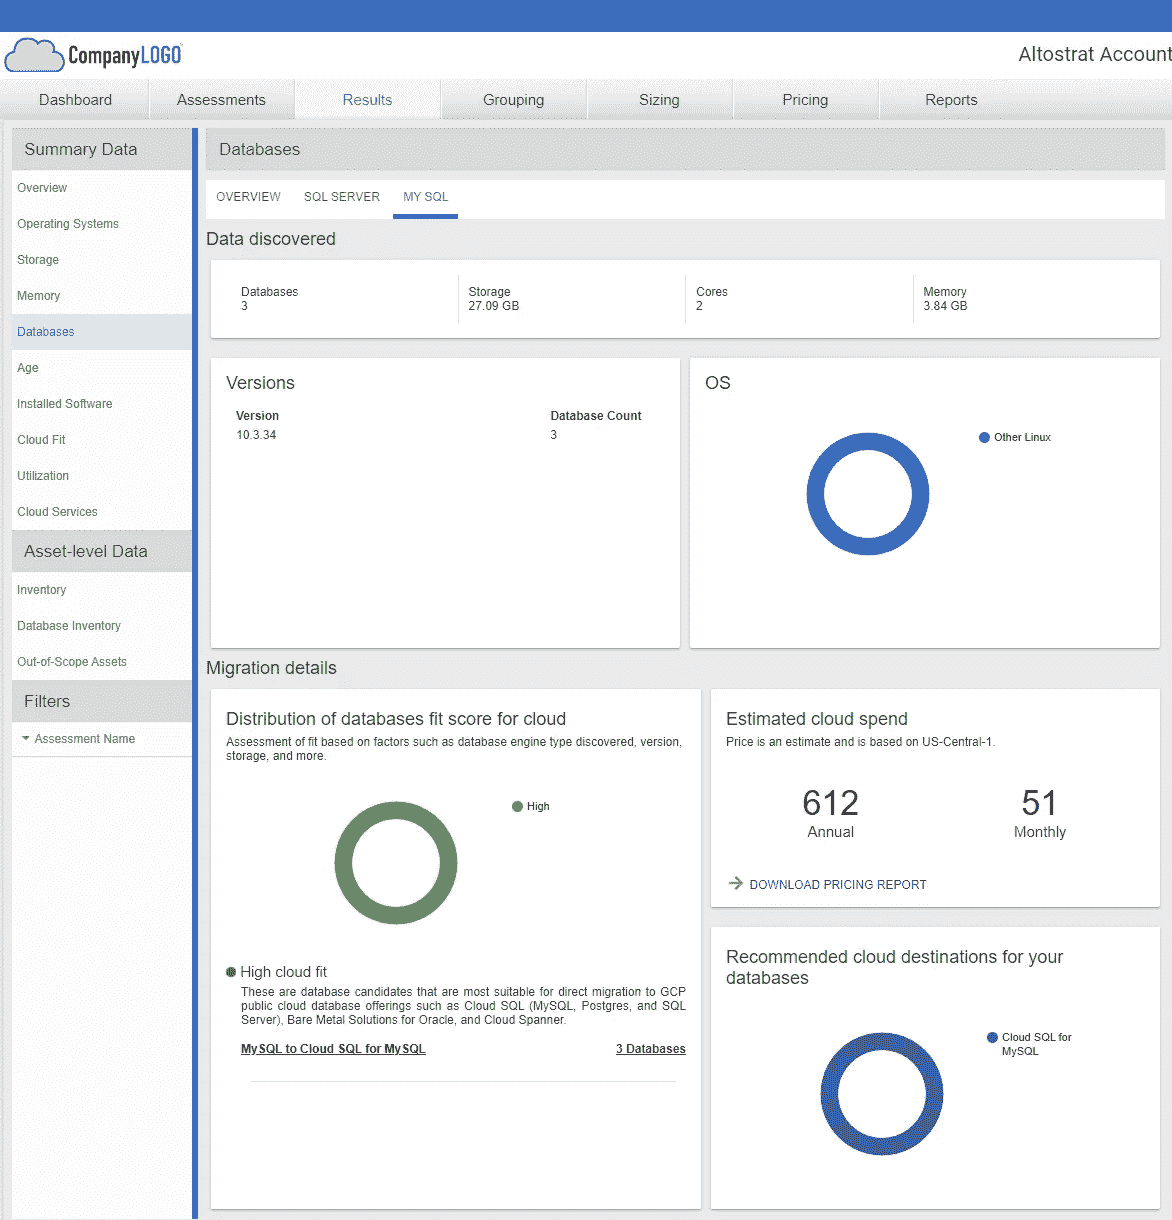 CompanyLOGO
Altostrat Account
Dashboard
Assessments
Results
Grouping
Sizing
Pricing
Reports
Summary Data
Overview
Operating Systems
Storage
Memory
Databases
Age
Installed Software
Cloud Fit
Utilization
Cloud Services
Asset-level Data
Inventory
Database Inventory
Out-of-Scope Assets
Filters
Assessment Name
Databases
OVERVIEW
SQL SERVER
MY SQL
Data discovered
Databases
3
Storage
27.09 GB
Cores
2
Memory
3.84 GB
Versions
Version
Database Count
10.3.34
3
OS
Other Linux
Migration details
Distribution of databases fit score for cloud
Assessment of fit based on factors such as database engine type discovered, version,
storage, and more.
High
High cloud fit
These are database candidates that are most suitable for direct migration to GCP
public cloud database offerings such as Cloud SQL (MySQL, Postgres, and SQL
Server), Bare Metal Solutions for Oracle, and Cloud Spanner.
MySQL to Cloud SQL for MySQL
3 Databases
Estimated cloud spend
Price is an estimate and is based on US-Central-1.
612
Annual
51
Monthly
DOWNLOAD PRICING REPORT
Recommended cloud destinations for your
databases
Cloud SQL for
MySQL